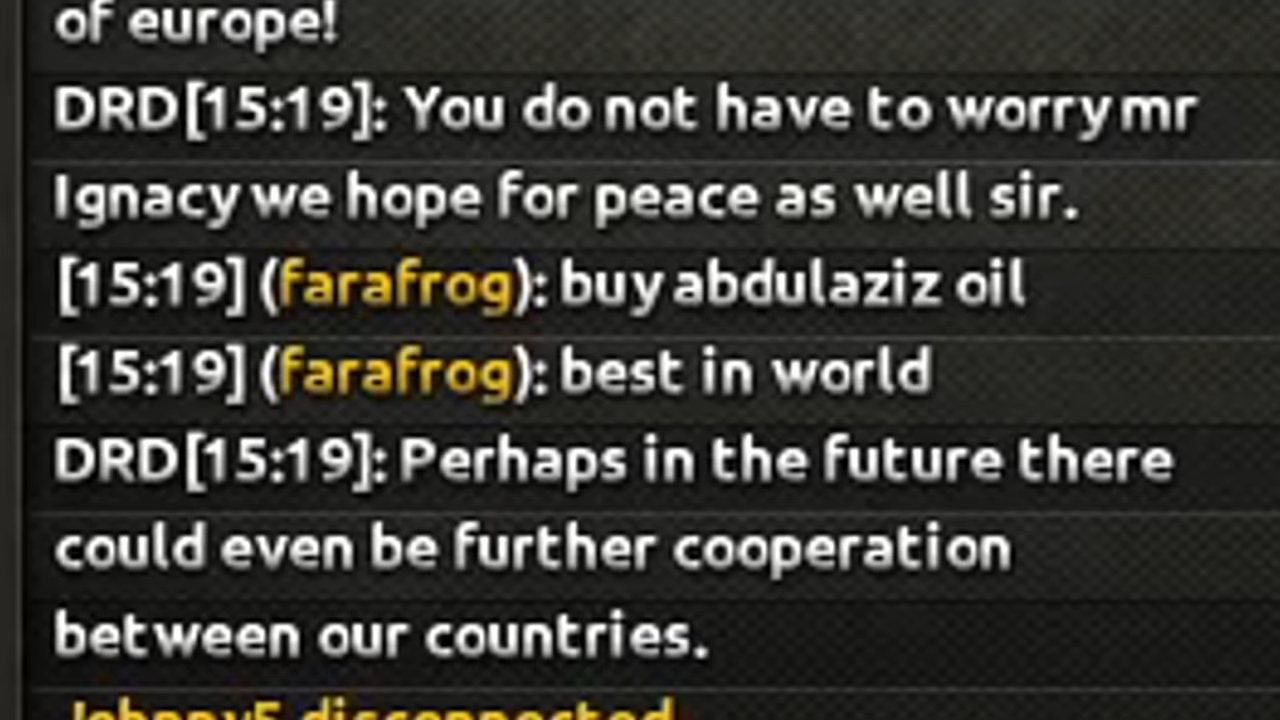 of europe!
DRD[15:19]: You do not have to worry mr
Ignacy we hope for peace as well sir.
[15:19] (farafrog): buy abdulaziz oil
[15:19] (farafrog): best in world
DRD[15:19]: Perhaps in the future there
could even be further cooperation
between our countries.
Johnny5 disconnected